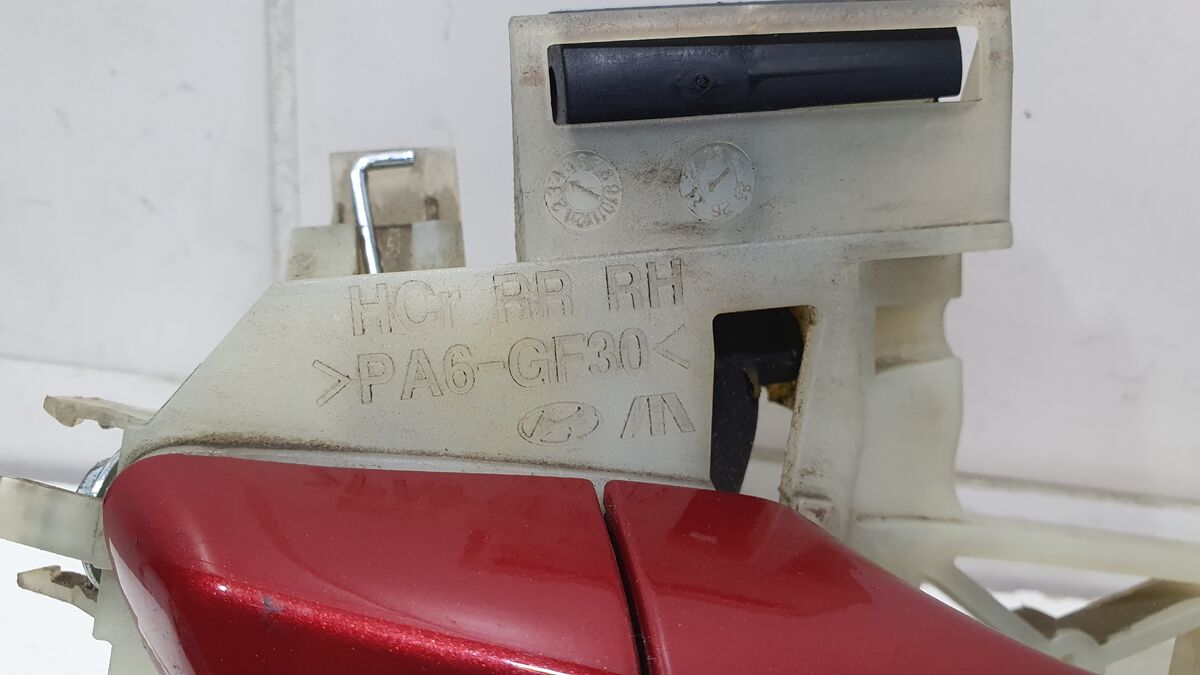 HCr RR RH
>PA6-GF30<